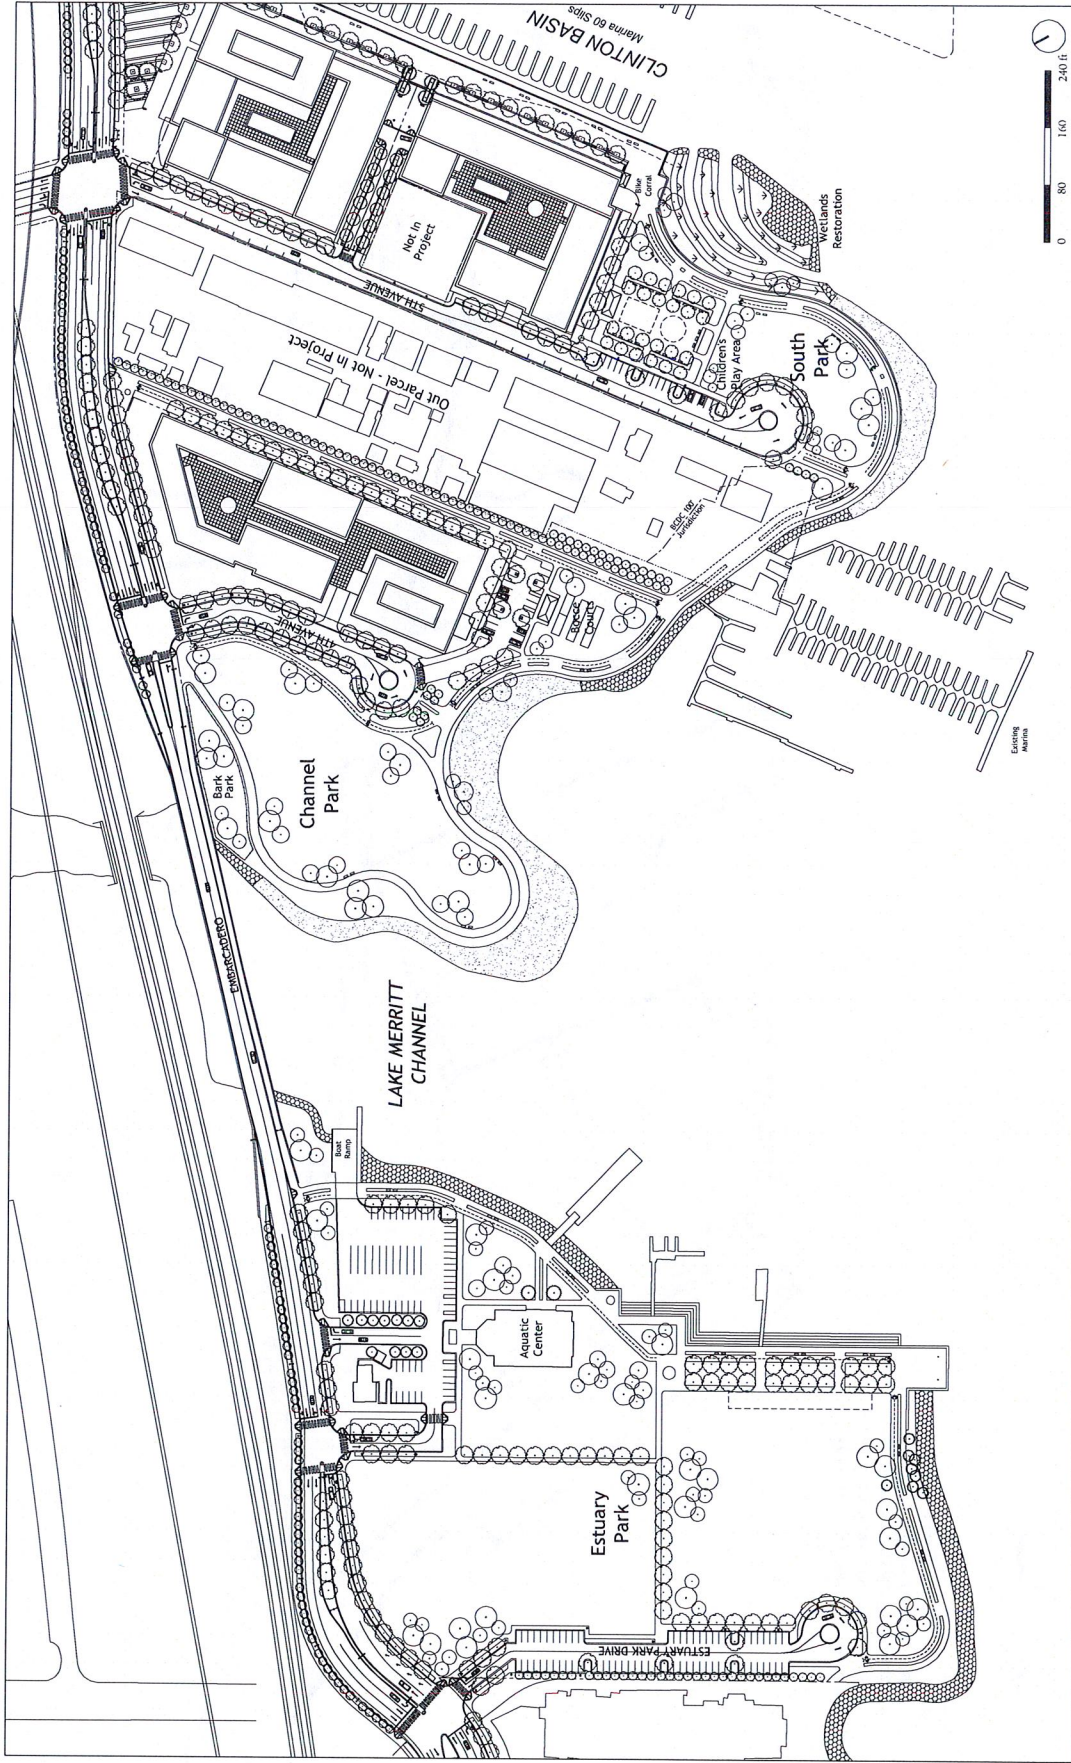 CLINTON BASIN
Marina 60 Slips
240 ft
160
80
0
Bike
Corral
Wetlands
Restoration
Not In
Project
5TH AVENUE
Out Parcel - Not In Project
Children's
Play Area
South
Park
BCDC 100'
Jurisdiction
4TH AVENUE
Bocce
Courts
Existing
Marina
Bark
Park
Channel
Park
EMBARCADERO
LAKE MERRITT
CHANNEL
Boat
Ramp
Aquatic
Center
Estuary
Park
ESTUARY PARK DRIVE